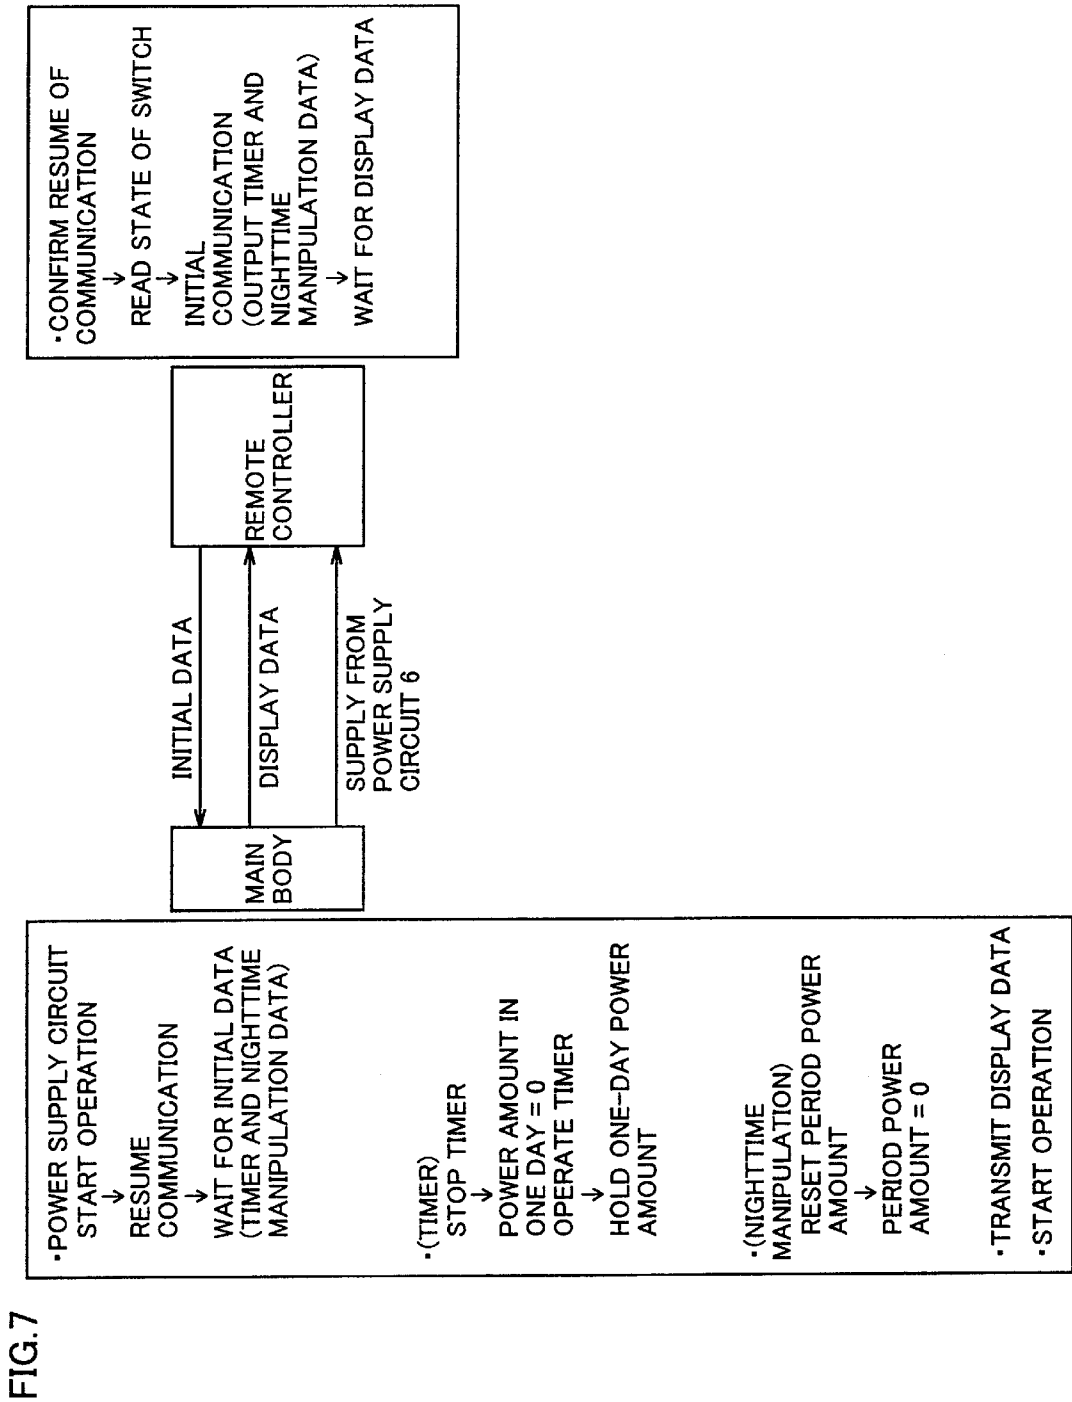 FIG.7
·POWER SUPPLY CIRCUIT
START OPERATION
↓
RESUME
COMMUNICATION
↓
WAIT FOR INITIAL DATA
(TIMER AND NIGHTTIME
MANIPULATION DATA)
·(TIMER)
STOP TIMER
↓
POWER AMOUNT IN
ONE DAY = 0
OPERATE TIMER
↓
HOLD ONE-DAY POWER
AMOUNT
·(NIGHTTIME
MANIPULATION)
RESET PERIOD POWER
AMOUNT
↓
PERIOD POWER
AMOUNT = 0
·TRANSMIT DISPLAY DATA
·START OPERATION
MAIN
BODY
INITIAL DATA
DISPLAY DATA
SUPPLY FROM
POWER SUPPLY
CIRCUIT 6
REMOTE
CONTROLLER
·CONFIRM RESUME OF
COMMUNICATION
↓
READ STATE OF SWITCH
↓
INITIAL
COMMUNICATION
(OUTPUT TIMER AND
NIGHTTIME
MANIPULATION DATA)
↓
WAIT FOR DISPLAY DATA